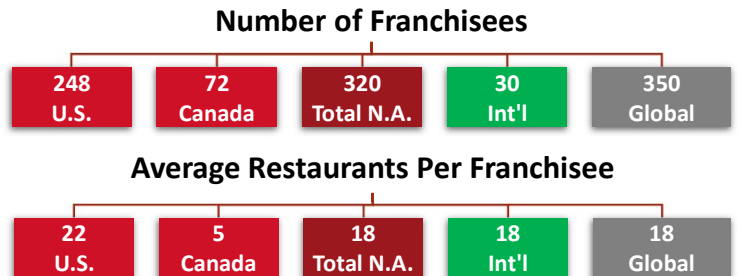 Number of Franchisees
248 72 320 30 350
U.S. Canada Total N.A. Int'l Global
Average Restaurants Per Franchisee
22 5 18 18 18
U.S. Canada Total N.A. Int'l Global